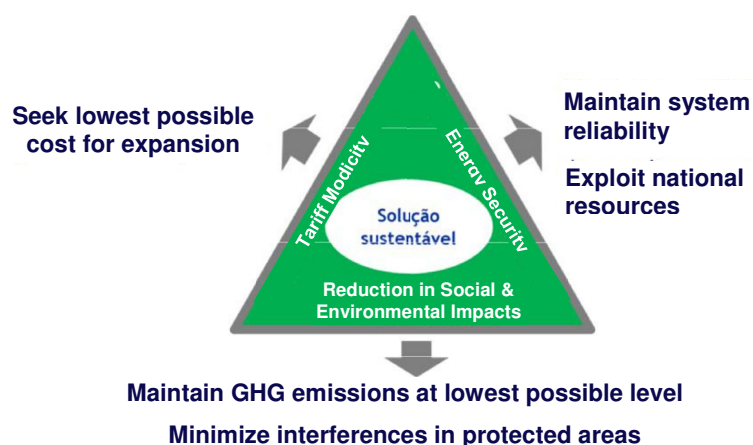 Seek lowest possible
cost for expansion
Maintain system
reliability
Exploit national
resources
Tariff Modicity
Energy Security
Solução
sustentável
Reduction in Social &
Environmental Impacts
Maintain GHG emissions at lowest possible level
Minimize interferences in protected areas